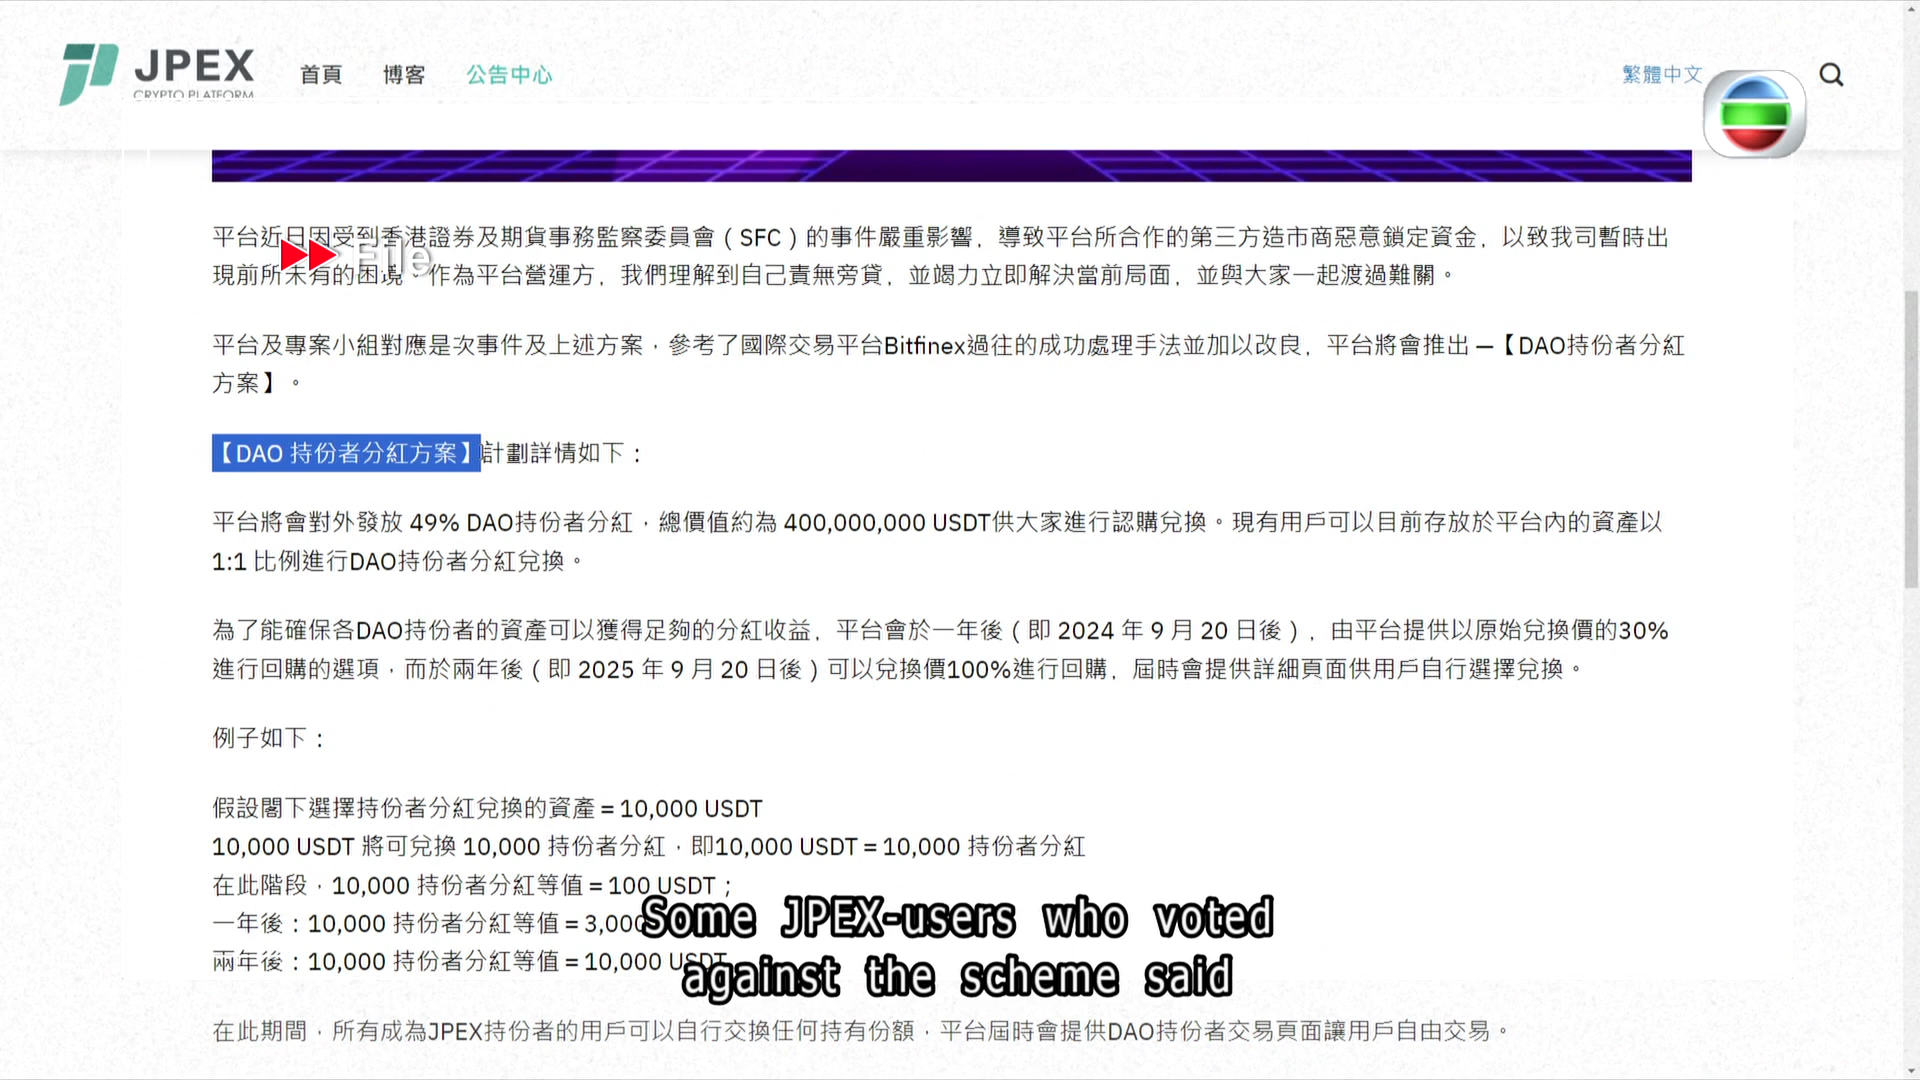 JPEX
CRYPTO PLATFORM
首頁 博客 公告中心
繁體中文
平台近日因受到香港證券及期貨事務監察委員會（SFC）的事件嚴重影響，導致平台所合作的第三方造市商惡意鎖定資金，以致我司暫時出
File
現前所未有的困境。作為平台營運方，我們理解到自己責無旁貸，並竭力立即解決當前局面，並與大家一起渡過難關。
平台及專案小組對應是次事件及上述方案，參考了國際交易平台Bitfinex過往的成功處理手法並加以改良，平台將會推出 —【DAO持份者分紅
方案】。
【DAO 持份者分紅方案】計劃詳情如下：
平台將會對外發放 49% DAO持份者分紅，總價值約為 400,000,000 USDT供大家進行認購兌換。現有用戶可以目前存放於平台內的資產以
1:1 比例進行DAO持份者分紅兌換。
為了能確保各DAO持份者的資產可以獲得足夠的分紅收益，平台會於一年後（即 2024 年 9 月 20 日後），由平台提供以原始兌換價的30%
進行回購的選項，而於兩年後（即 2025 年 9 月 20 日後）可以兌換價100%進行回購，屆時會提供詳細頁面供用戶自行選擇兌換。
例子如下：
假設閣下選擇持份者分紅兌換的資產 = 10,000 USDT
10,000 USDT 將可兌換 10,000 持份者分紅，即10,000 USDT = 10,000 持份者分紅
在此階段，10,000 持份者分紅等值 = 100 USDT；
一年後：10,000 持份者分紅等值 = 3,000
兩年後：10,000 持份者分紅等值 = 10,000 USDT
Some JPEX-users who voted
against the scheme said
在此期間，所有成為JPEX持份者的用戶可以自行交換任何持有份額，平台屆時會提供DAO持份者交易頁面讓用戶自由交易。